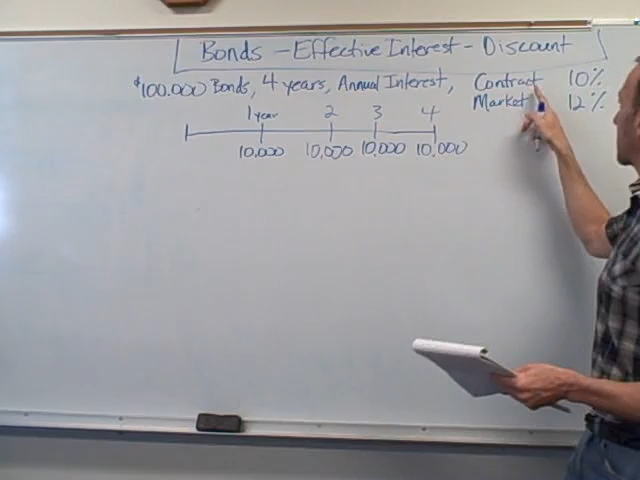 Bonds - Effective Interest - Discount
$100.000 Bonds, 4 years, Annual Interest, Contract 10%
Market 12%
1 year 2 3 4
10,000 10,000 10,000 10,000